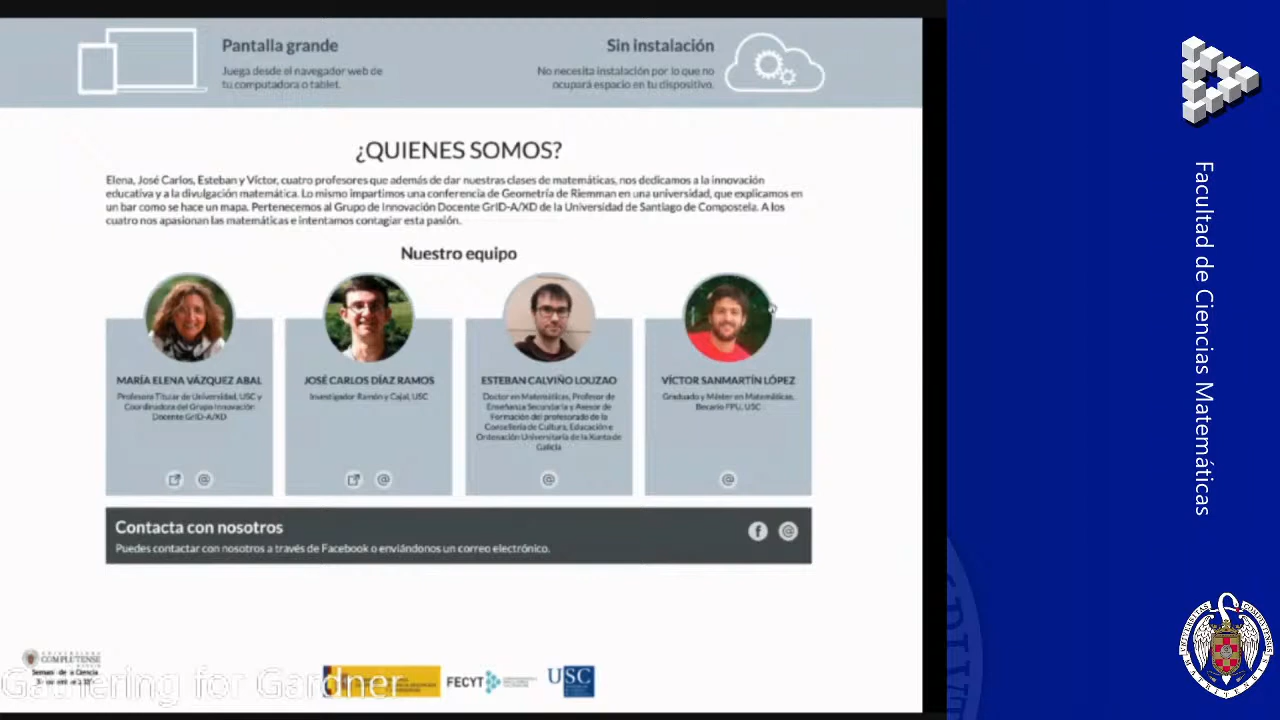 Pantalla grande
Juega desde el navegador web de
tu computadora o tablet.
Sin instalación
No necesita instalación por lo que no
ocupará espacio en tu dispositivo.
¿QUIENES SOMOS?
Elena, José Carlos, Esteban y Víctor, cuatro profesores que además de dar nuestras clases de matemáticas, nos dedicamos a la innovación
educativa y a la divulgación matemática. Lo mismo impartimos una conferencia de Geometría de Riemman en una universidad, que explicamos en
un bar como se hace un mapa. Pertenecemos al Grupo de Innovación Docente GrID-A/XD de la Universidad de Santiago de Compostela. A los
cuatro nos apasionan las matemáticas e intentamos contagiar esta pasión.
Nuestro equipo
MARÍA ELENA VÁZQUEZ ABAL
Profesora Titular de Universidad, USC y
Coordinadora del Grupo Innovación
Docente GrID-A/XD
JOSÉ CARLOS DÍAZ RAMOS
Investigador Ramón y Cajal, USC
ESTEBAN CALVIÑO LOUZAO
Doctor en Matemáticas, Profesor de
Enseñanza Secundaria y Asesor de
Formación del profesorado de la
Consellería de Cultura, Educación e
Ordenación Universitaria de la Xunta de
Galicia
VÍCTOR SANMARTÍN LÓPEZ
Graduado y Máster en Matemáticas,
Becario FPU, USC
Contacta con nosotros
Puedes contactar con nosotros a través de Facebook o enviándonos un correo electrónico.
UNIVERSIDAD
COMPLUTENSE
Gathering for Gardner
FECYT
USC
Facultad de Ciencias Matemáticas